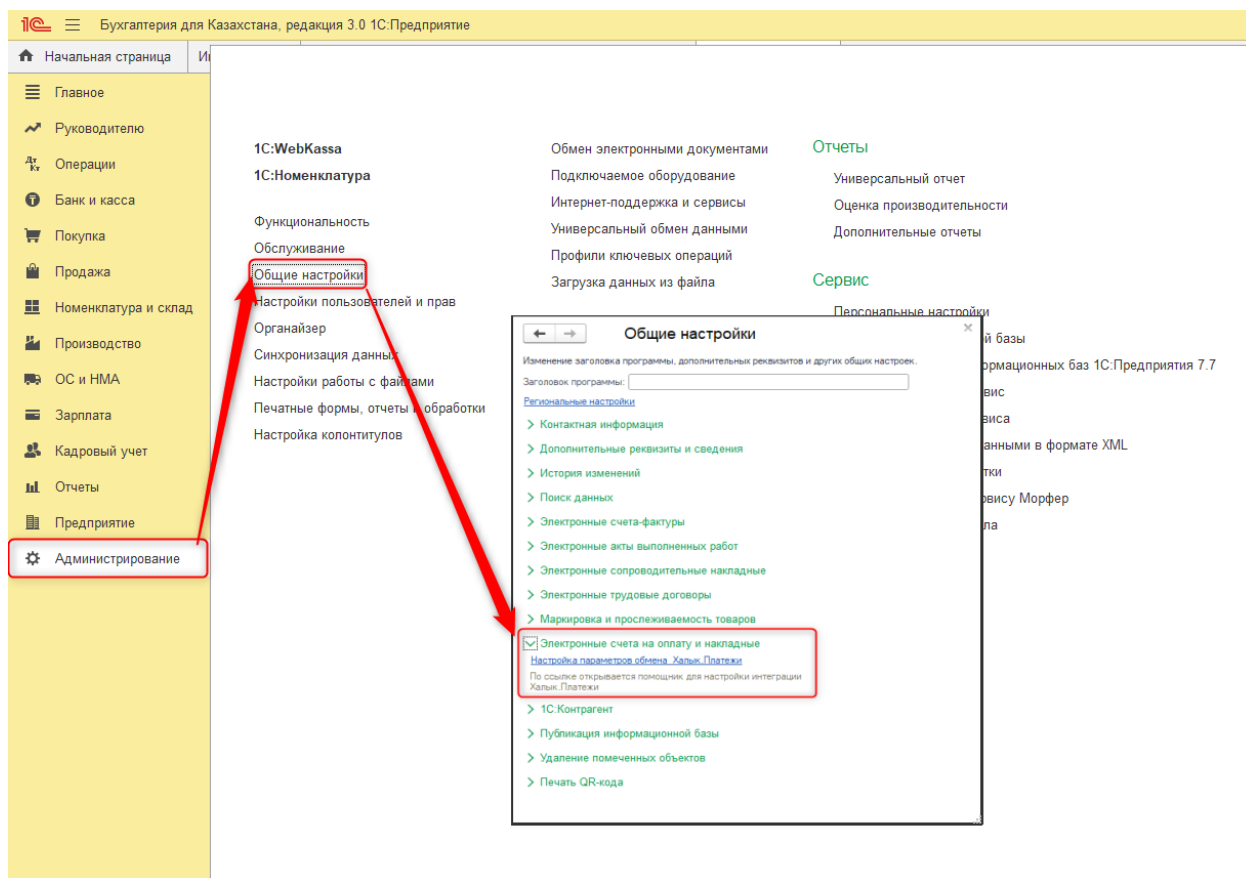 1С Бухгалтерия для Казахстана, редакция 3.0 1С:Предприятие
Начальная страница
Главное
Руководителю
Операции
Банк и касса
Покупка
Продажа
Номенклатура и склад
Производство
ОС и НМА
Зарплата
Кадровый учет
Отчеты
Предприятие
Администрирование
1С:WebKassa
1С:Номенклатура
Функциональность
Обслуживание
Общие настройки
Настройки пользователей и прав
Органайзер
Синхронизация данных
Настройки работы с файлами
Печатные формы, отчеты и обработки
Настройка колонтитулов
Обмен электронными документами
Подключаемое оборудование
Интернет-поддержка и сервисы
Универсальный обмен данными
Профили ключевых операций
Загрузка данных из файла
Отчеты
Универсальный отчет
Оценка производительности
Дополнительные отчеты
Сервис
Персональные настройки
й базы
ормационных баз 1С:Предприятия 7.7
вис
виса
анными в формате XML
тки
рвису Морфер
ла
Общие настройки
Изменение заголовка программы, дополнительных реквизитов и других общих настроек.
Заголовок программы:
Региональные настройки
Контактная информация
Дополнительные реквизиты и сведения
История изменений
Поиск данных
Электронные счета-фактуры
Электронные акты выполненных работ
Электронные сопроводительные накладные
Электронные трудовые договоры
Маркировка и прослеживаемость товаров
Электронные счета на оплату и накладные
Настройка параметров обмена Халык.Платежи
По ссылке открывается помощник для настройки интеграции
Халык.Платежи
1С:Контрагент
Публикация информационной базы
Удаление помеченных объектов
Печать QR-кода